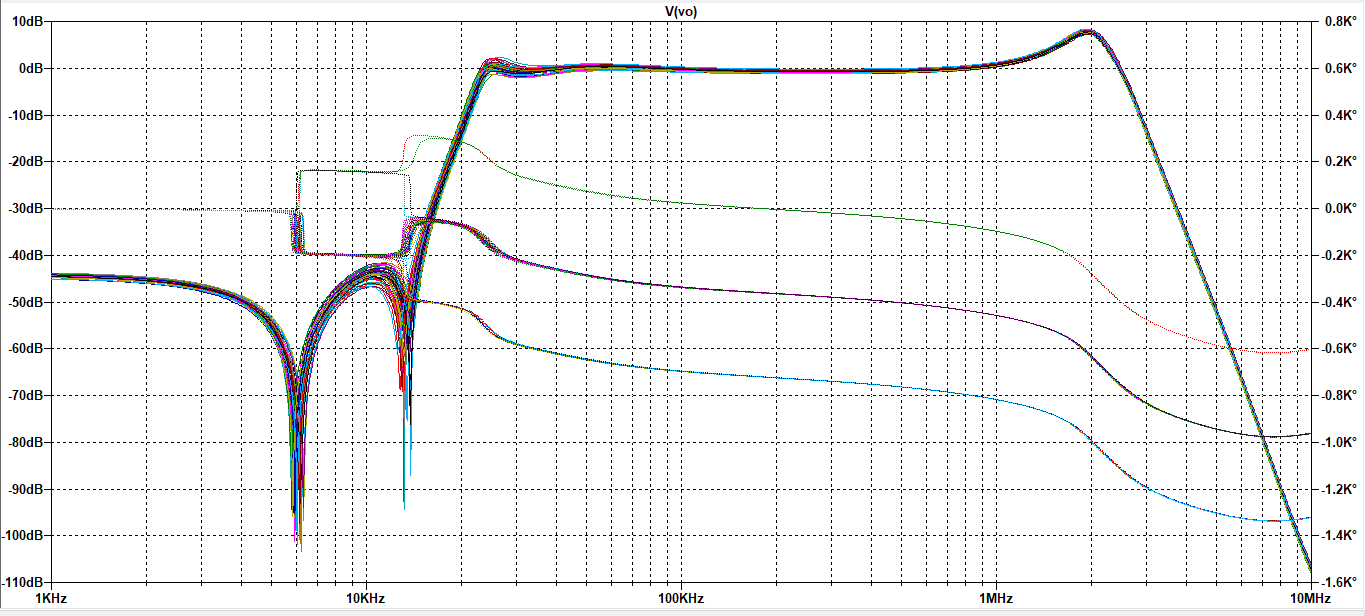 V(vo)
10dB 0.8K°
0dB 0.6K°
-10dB 0.4K°
-20dB 0.2K°
-30dB 0.0K°
-40dB -0.2K°
-50dB -0.4K°
-60dB -0.6K°
-70dB -0.8K°
-80dB -1.0K°
-90dB -1.2K°
-100dB -1.4K°
-110dB -1.6K°
1KHz 10KHz 100KHz 1MHz 10MHz